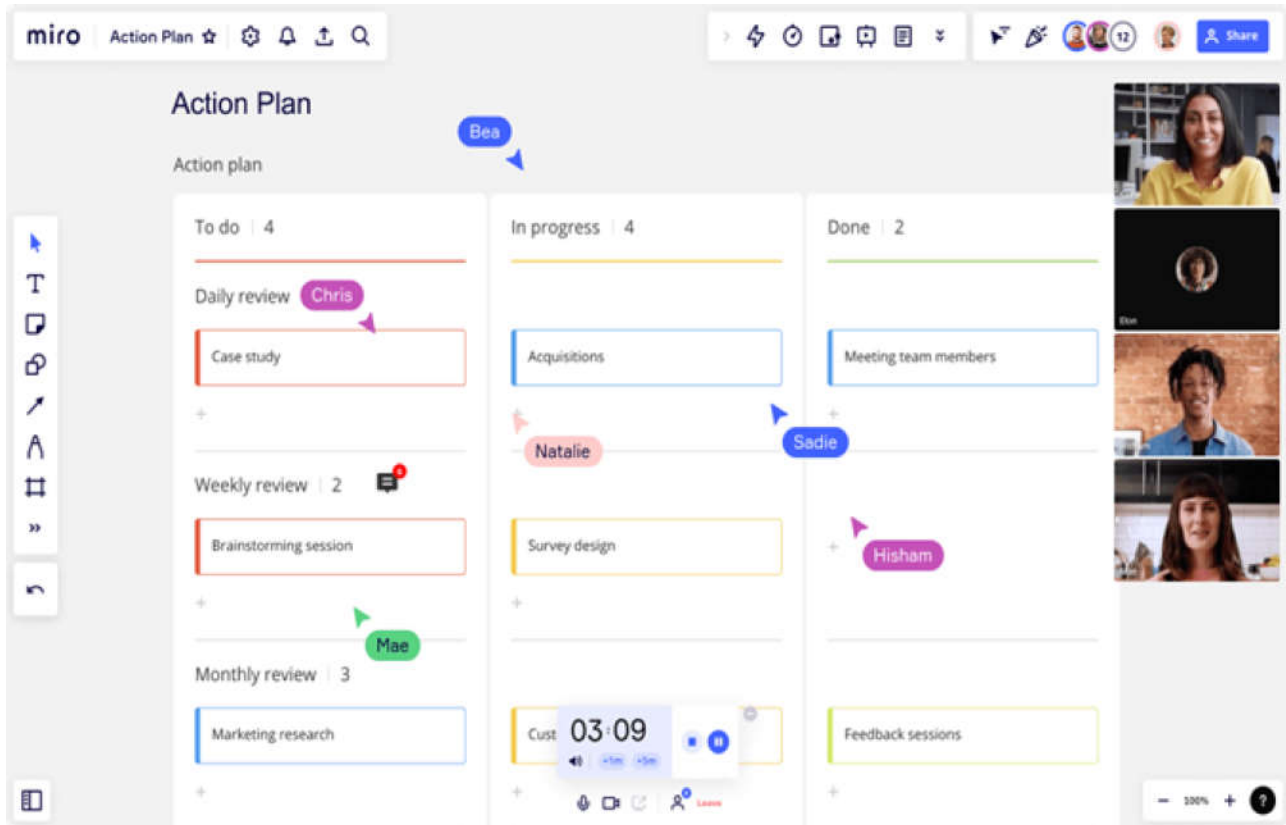 miro
Action Plan
12
Share
Action Plan
Bea
Action plan
To do 4
In progress 4
Done 2
Daily review
Chris
Elon
Case study
Acquisitions
Meeting team members
+
+
+
Natalie
Sadie
Weekly review 2
Brainstorming session
Survey design
+
Hisham
+
+
Mae
Monthly review 3
Marketing research
Cust
03:09
+1m +5m
Feedback sessions
+
+
+
Leave
- 100% + ?